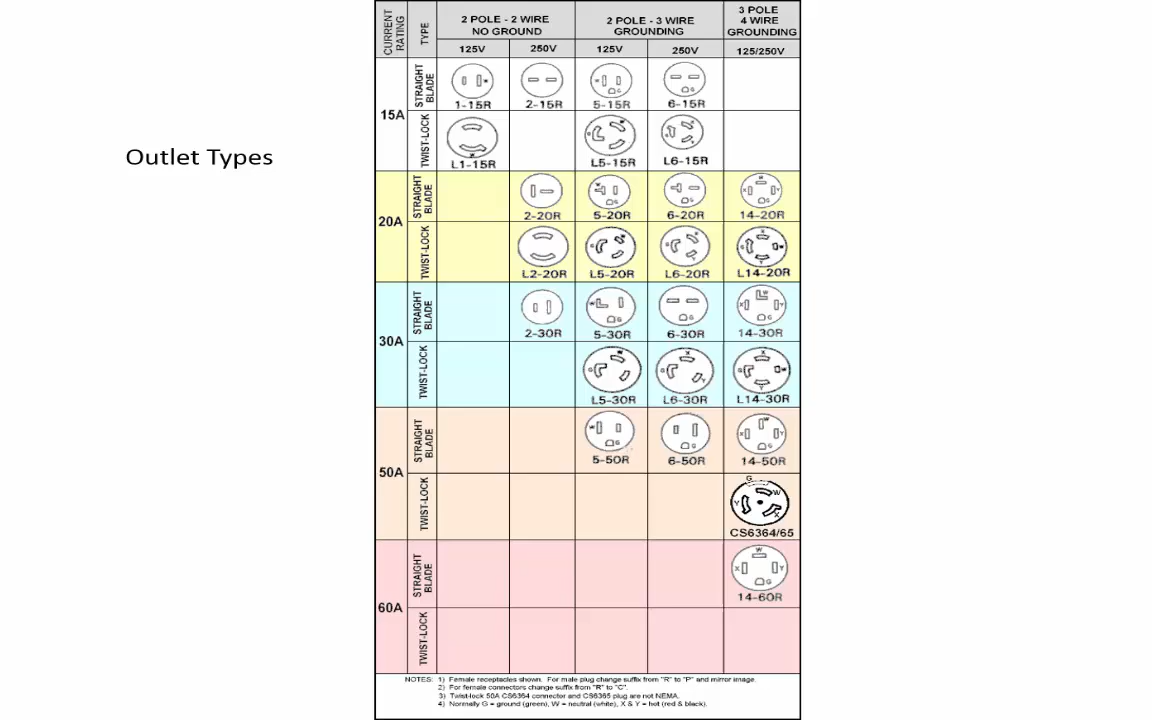 Outlet Types
CURRENT RATING
TYPE
2 POLE - 2 WIRE
NO GROUND
2 POLE - 3 WIRE
GROUNDING
3 POLE
4 WIRE
GROUNDING
125V 250V 125V 250V 125/250V
15A
STRAIGHT BLADE
1-15R 2-15R 5-15R 6-15R
TWIST-LOCK
L1-15R L5-15R L6-15R
20A
STRAIGHT BLADE
2-20R 5-20R 6-20R 14-20R
TWIST-LOCK
L2-20R L5-20R L6-20R L14-20R
30A
STRAIGHT BLADE
2-30R 5-30R 6-30R 14-30R
TWIST-LOCK
L5-30R L6-30R L14-30R
50A
STRAIGHT BLADE
5-50R 6-50R 14-50R
TWIST-LOCK
G
W
Y
X
CS6364/65
60A
STRAIGHT BLADE
W
X Y
G
14-60R
TWIST-LOCK
NOTES: 1) Female receptacles shown. For male plug change suffix from "R" to "P" and mirror image.
2) For female connectors change suffix from "R" to "C".
3) Twist-lock 50A CS6364 connector and CS6365 plug are not NEMA.
4) Normally G = ground (green), W = neutral (white), X & Y = hot (red & black).